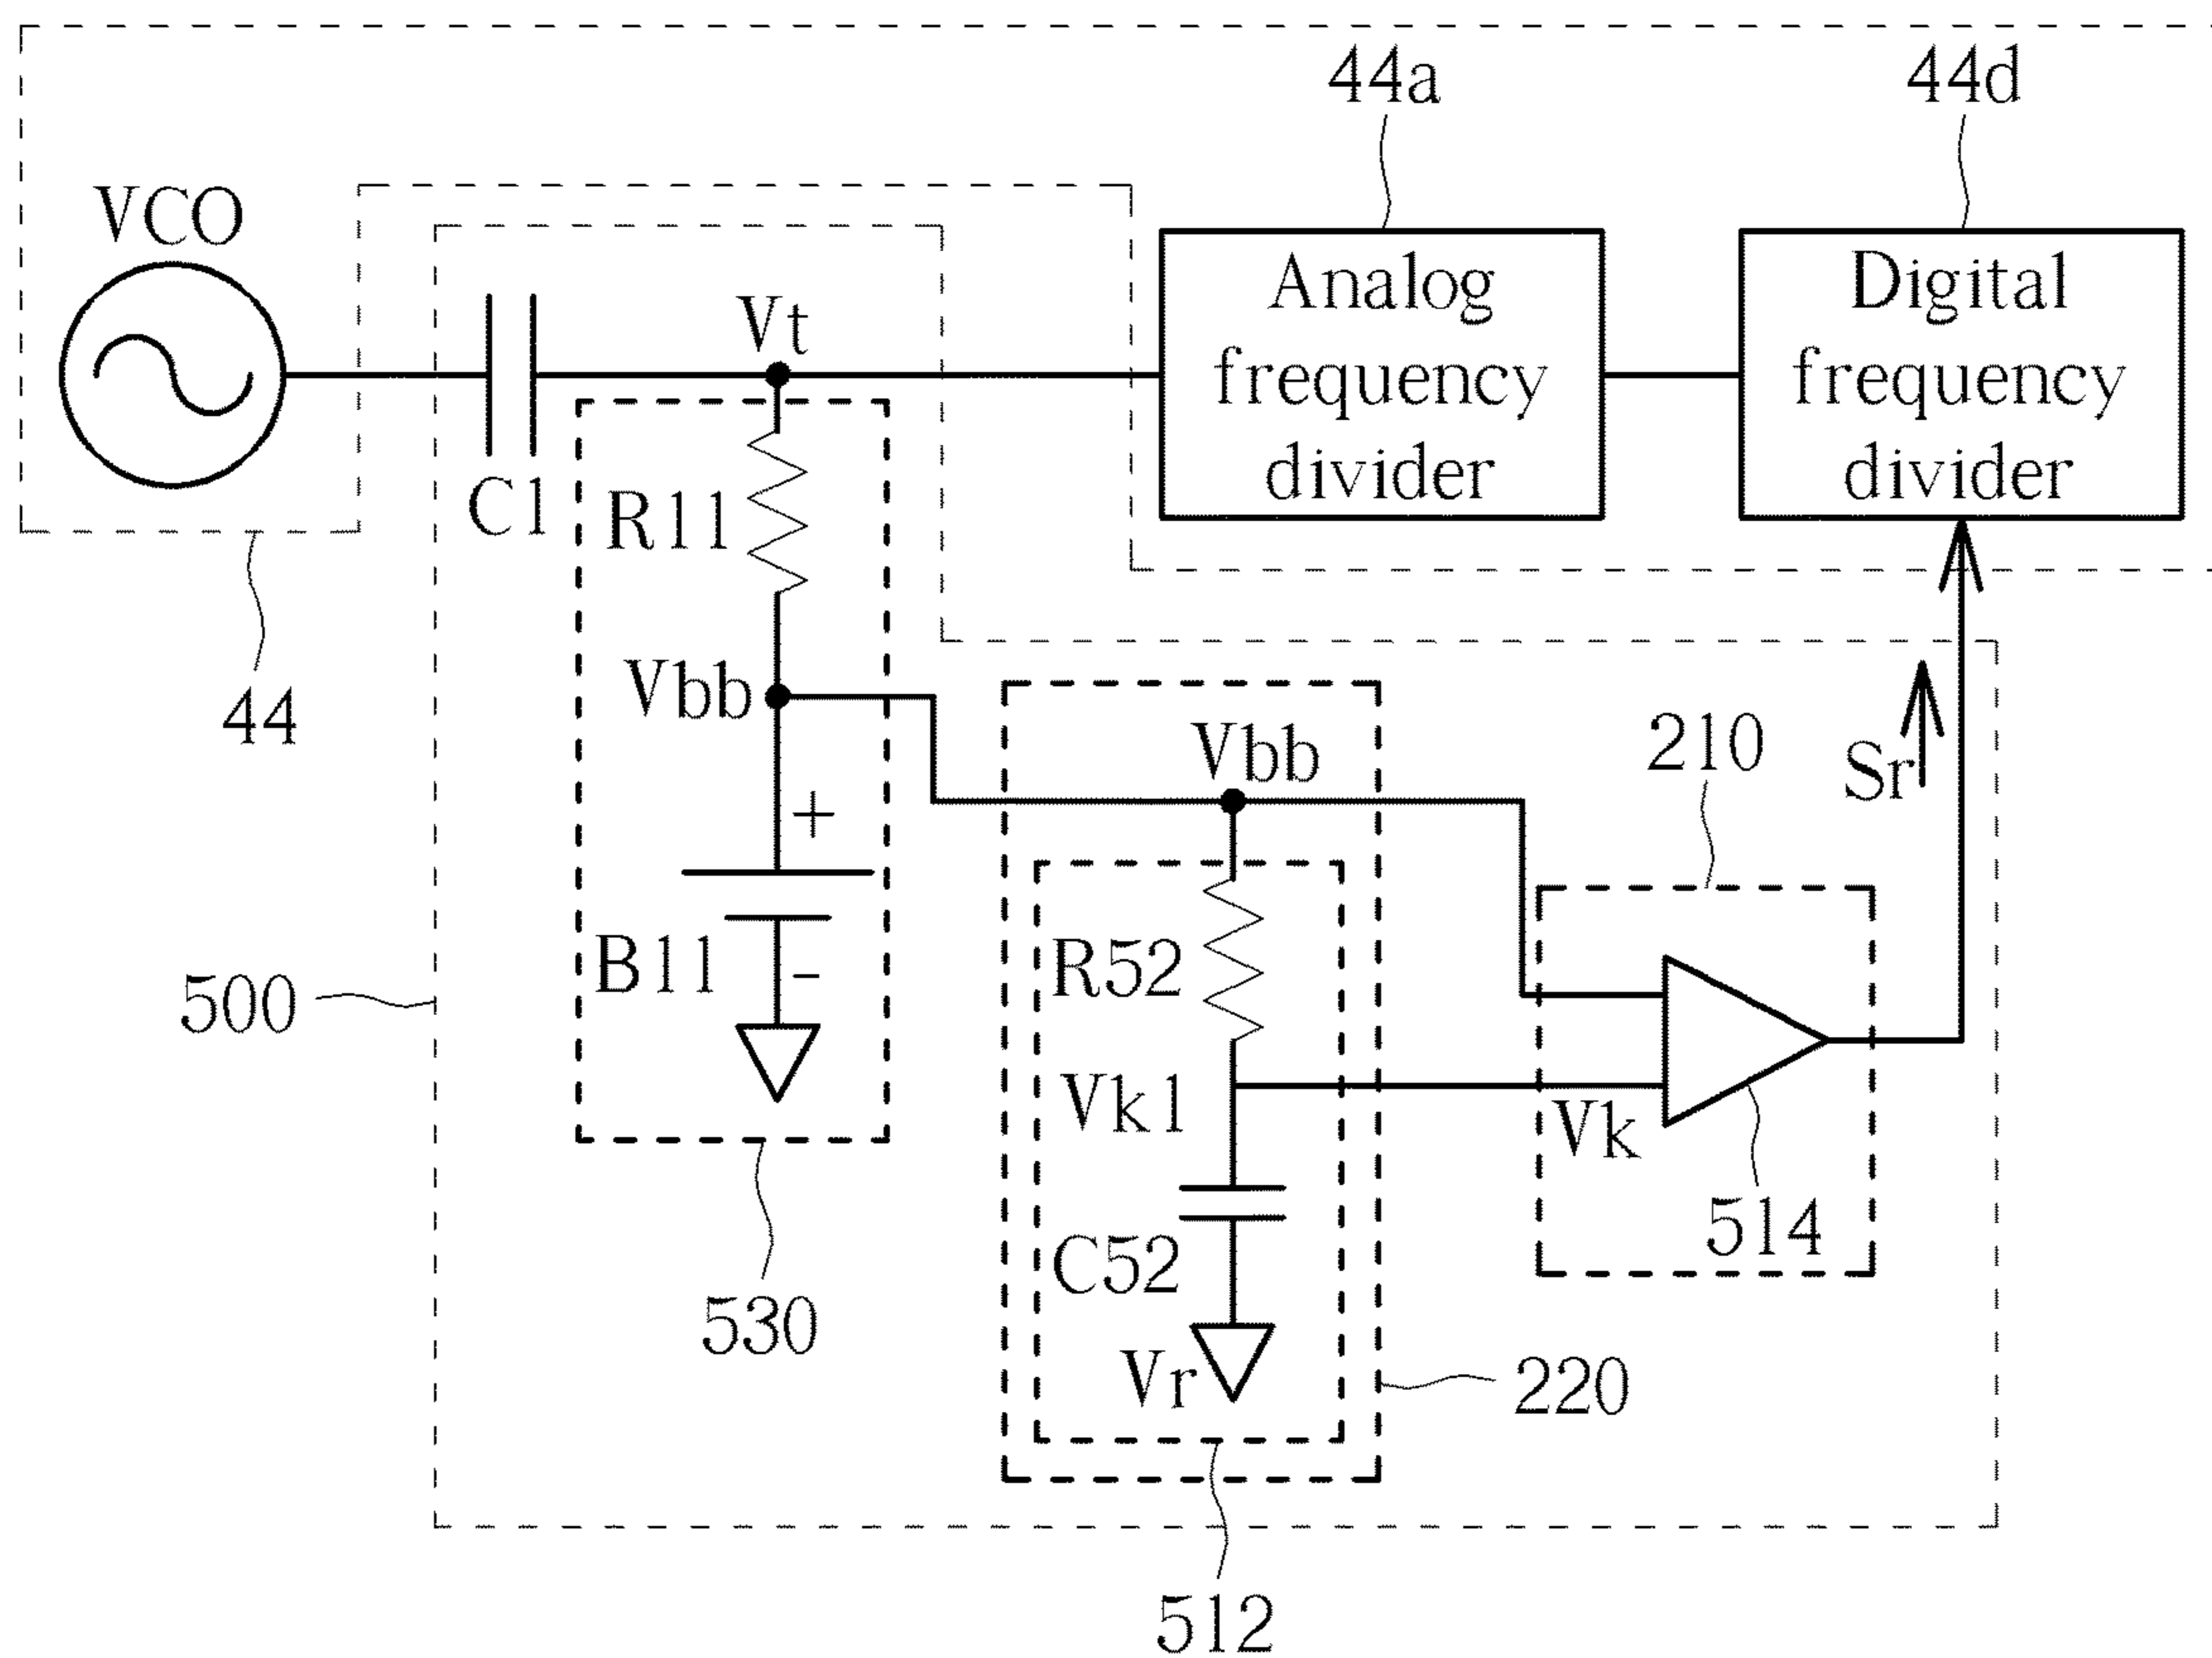 44a
44d
VCO
Analog
frequency
divider
Digital
frequency
divider
Vt
C1
R11
Vbb
44
Vbb
210
Sr
+
B11
-
R52
500
Vk1
Vk
514
C52
530
Vr
220
512